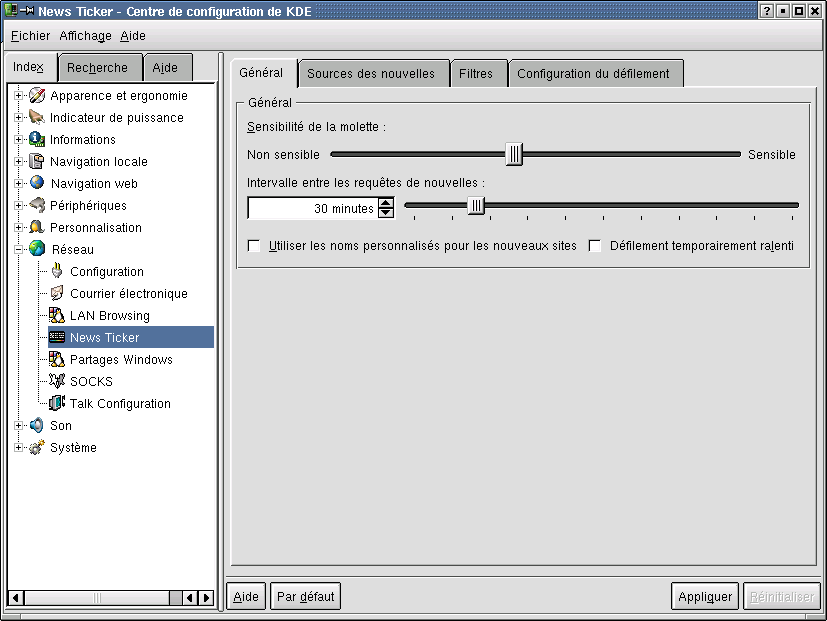 News Ticker - Centre de configuration de KDE
Fichier Affichage Aide
Index Recherche Aide
Apparence et ergonomie
Indicateur de puissance
Informations
Navigation locale
Navigation web
Périphériques
Personnalisation
Réseau
Configuration
Courrier électronique
LAN Browsing
News Ticker
Partages Windows
SOCKS
Talk Configuration
Son
Système
Général Sources des nouvelles Filtres Configuration du défilement
Général
Sensibilité de la molette :
Non sensible Sensible
Intervalle entre les requêtes de nouvelles :
30 minutes
Utiliser les noms personnalisés pour les nouveaux sites Défilement temporairement ralenti
Aide Par défaut Appliquer Réinitialiser